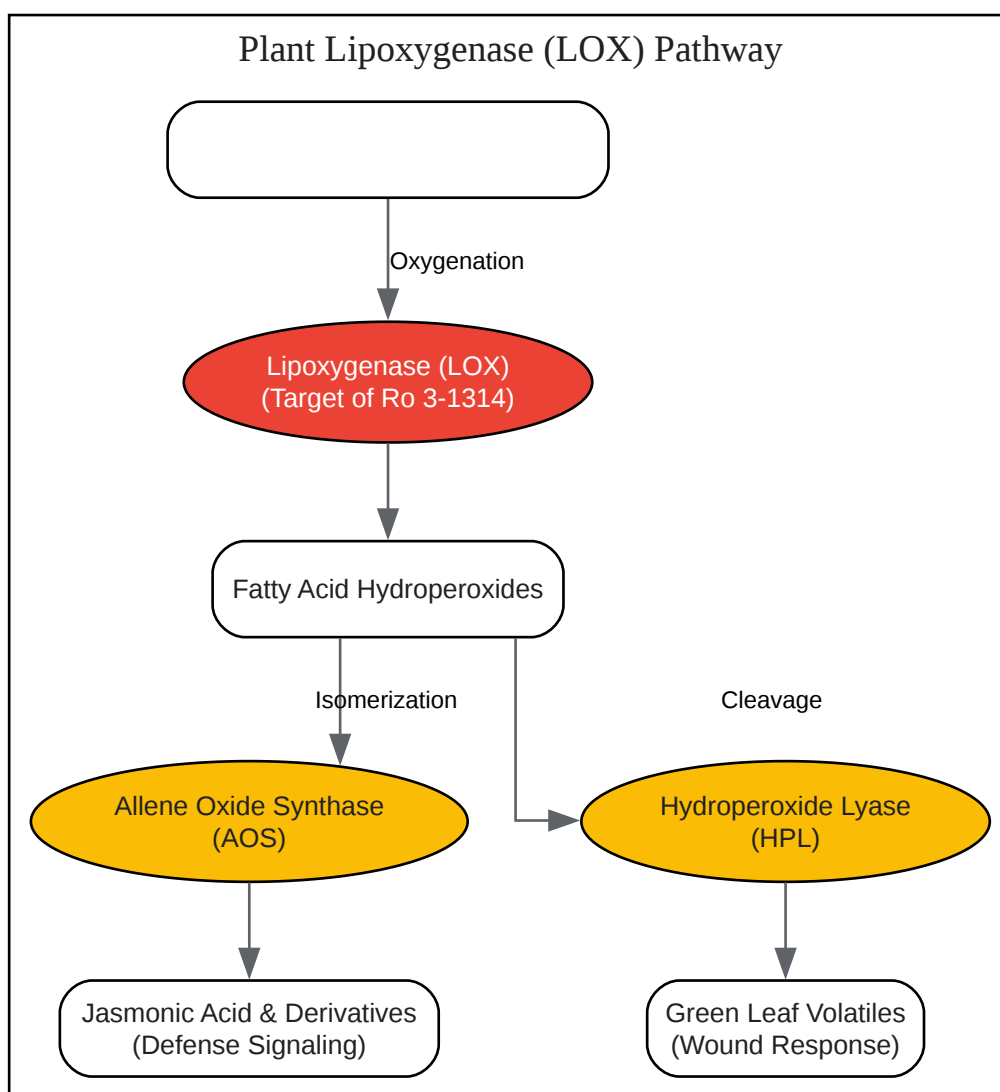 Plant Lipoxygenase (LOX) Pathway
Oxygenation
Lipoxygenase (LOX)
(Target of Ro 3-1314)
Fatty Acid Hydroperoxides
Isomerization
Cleavage
Allene Oxide Synthase
(AOS)
Hydroperoxide Lyase
(HPL)
Jasmonic Acid & Derivatives
(Defense Signaling)
Green Leaf Volatiles
(Wound Response)